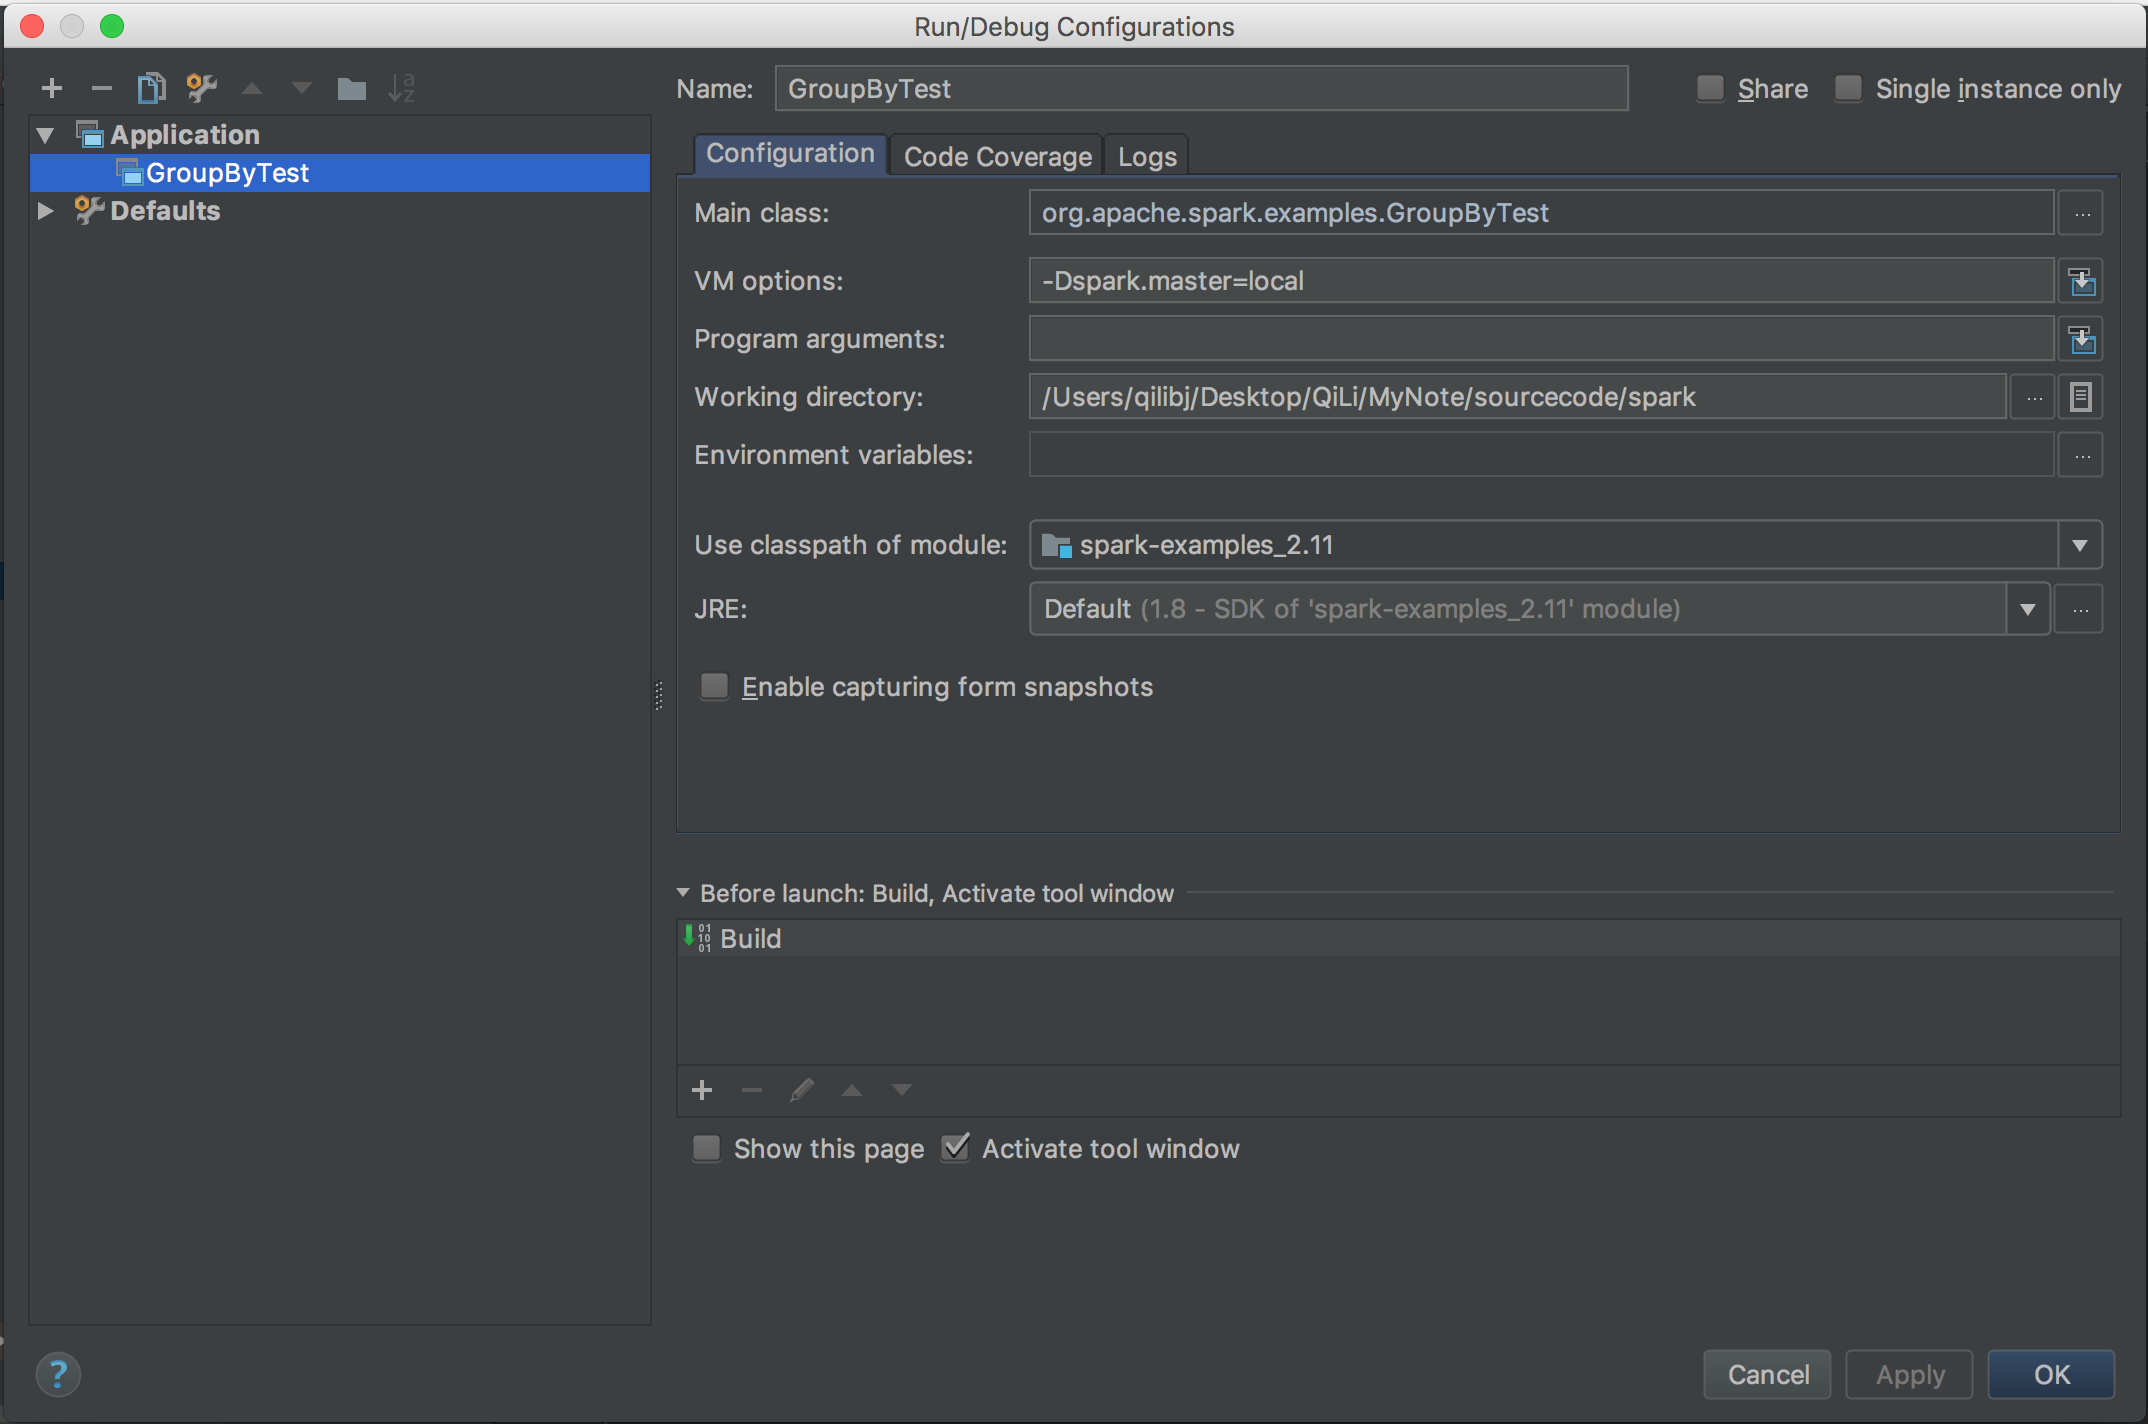 Run/Debug Configurations
Name: GroupByTest Share Single instance only
Application
GroupByTest
Defaults
Configuration Code Coverage Logs
Main class: org.apache.spark.examples.GroupByTest ...
VM options: -Dspark.master=local
Program arguments:
Working directory: /Users/qilibj/Desktop/QiLi/MyNote/sourcecode/spark ...
Environment variables: ...
Use classpath of module: spark-examples_2.11
JRE: Default (1.8 - SDK of 'spark-examples_2.11' module) ...
Enable capturing form snapshots
Before launch: Build, Activate tool window
Build
Show this page Activate tool window
? Cancel Apply OK